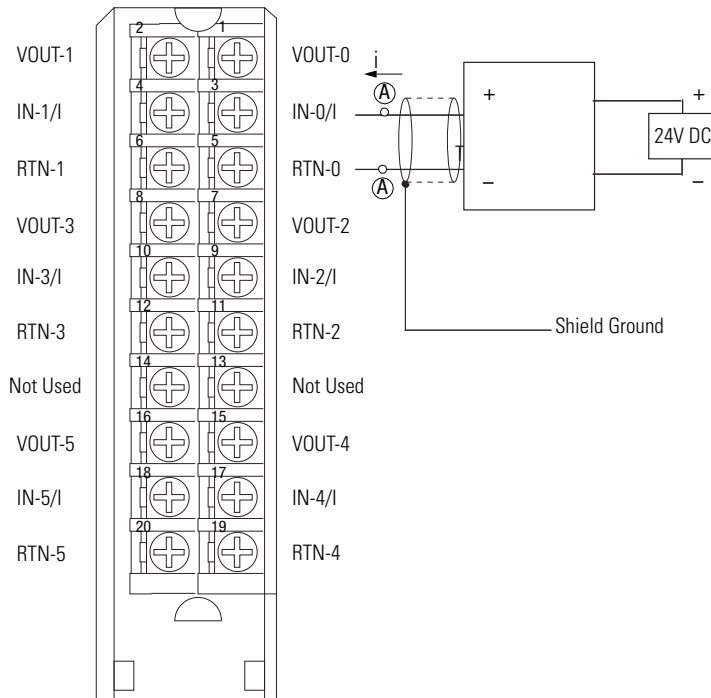 2 1
VOUT-1 VOUT-0
i
A
4 3
IN-1/I IN-0/I + +
24V DC
6 5
RTN-1 RTN-0 T
A
– –
8 7
VOUT-3 VOUT-2
10 9
IN-3/I IN-2/I
12 11
RTN-3 RTN-2 Shield Ground
14 13
Not Used Not Used
16 15
VOUT-5 VOUT-4
18 17
IN-5/I IN-4/I
20 19
RTN-5 RTN-4